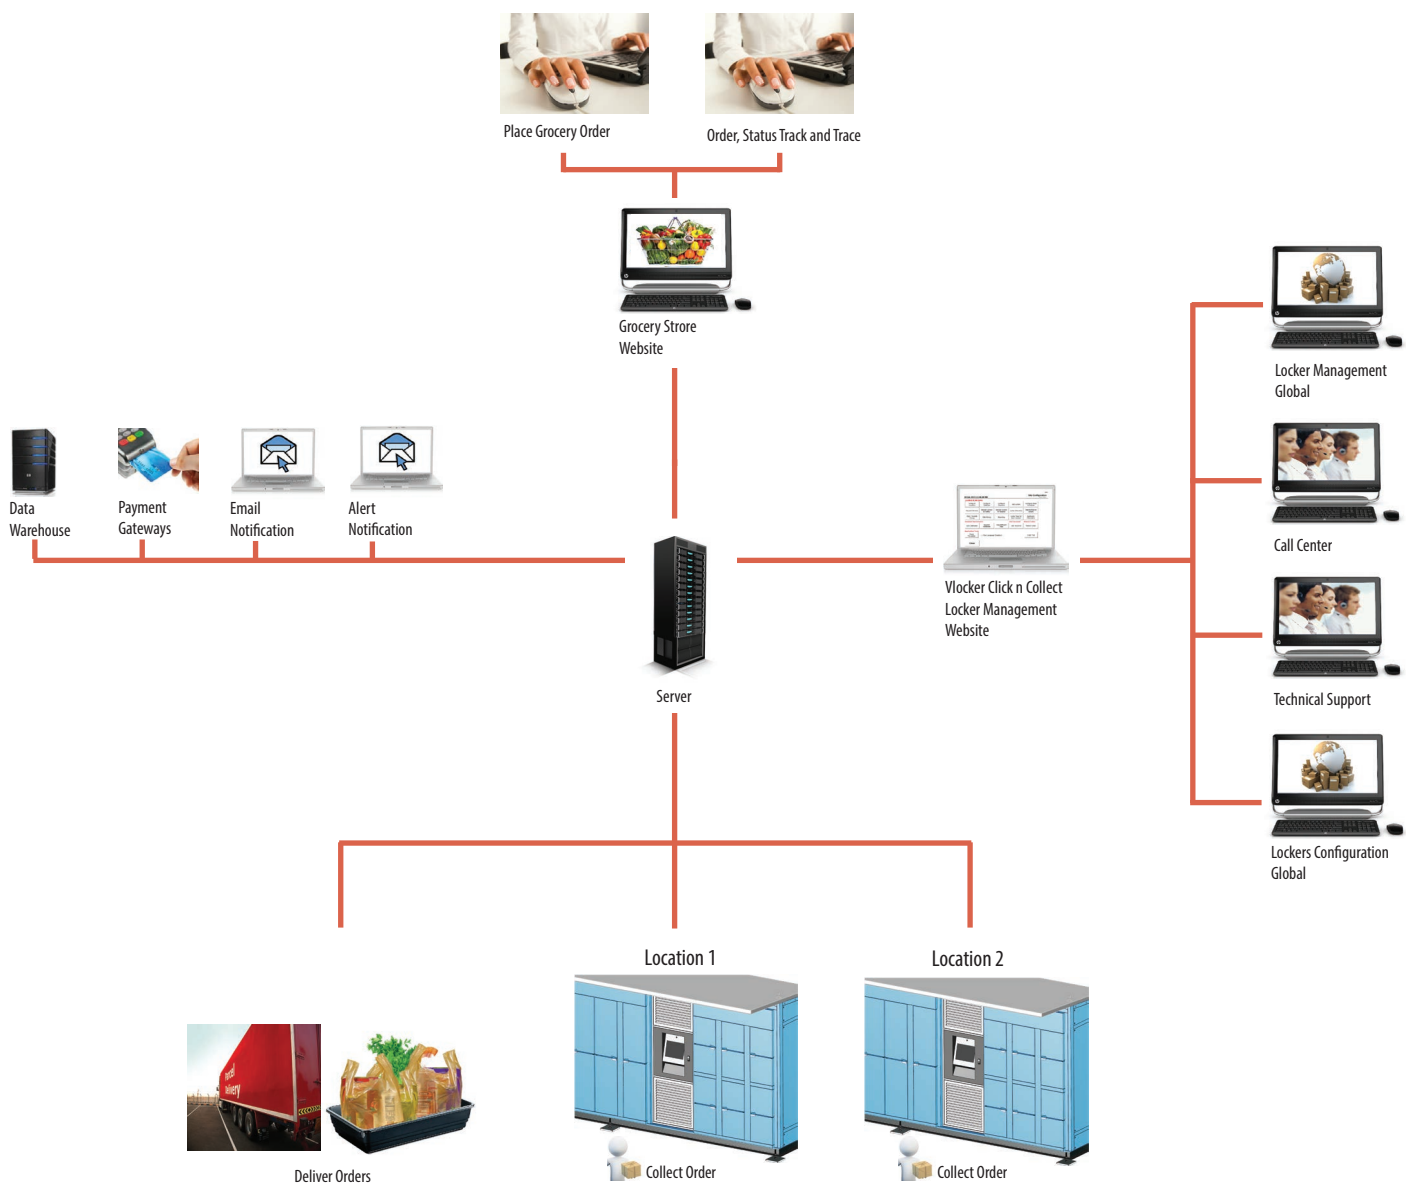 Place Grocery Order
Order, Status Track and Trace
Grocery Strore
Website
Locker Management
Global
Data
Warehouse
Payment
Gateways
Email
Notification
Alert
Notification
Call Center
Vlocker Click n Collect
Locker Management
Website
Server
Technical Support
Lockers Configuration
Global
Location 1
Location 2
Parcel
Delivery
Deliver Orders
Collect Order
Collect Order